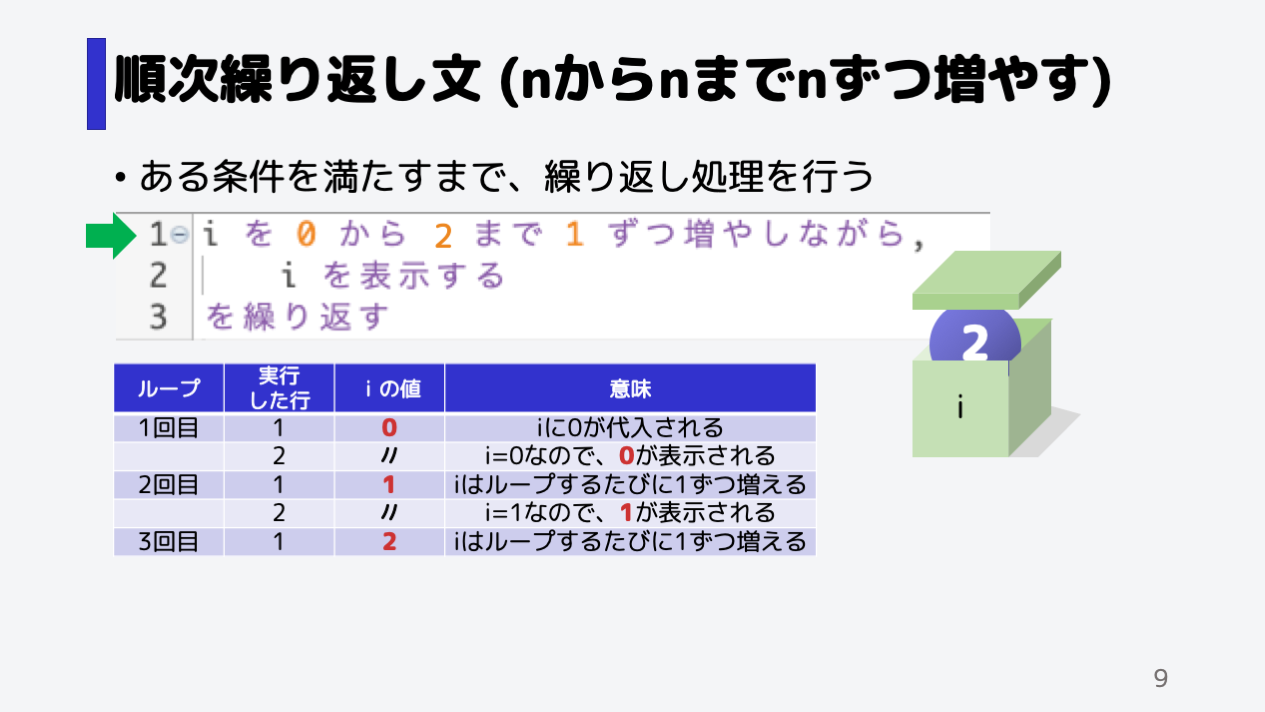 順次繰り返し文 (nからnまでnずつ増やす)
• ある条件を満たすまで、繰り返し処理を行う
1 i を 0 から 2 まで 1 ずつ増やしながら,
2 i を表示する
3 を繰り返す
2
i
ループ 実行した行 i の値 意味
1回目 1 0 iに0が代入される
2 〃 i=0なので、0が表示される
2回目 1 1 iはループするたびに1ずつ増える
2 〃 i=1なので、1が表示される
3回目 1 2 iはループするたびに1ずつ増える
9